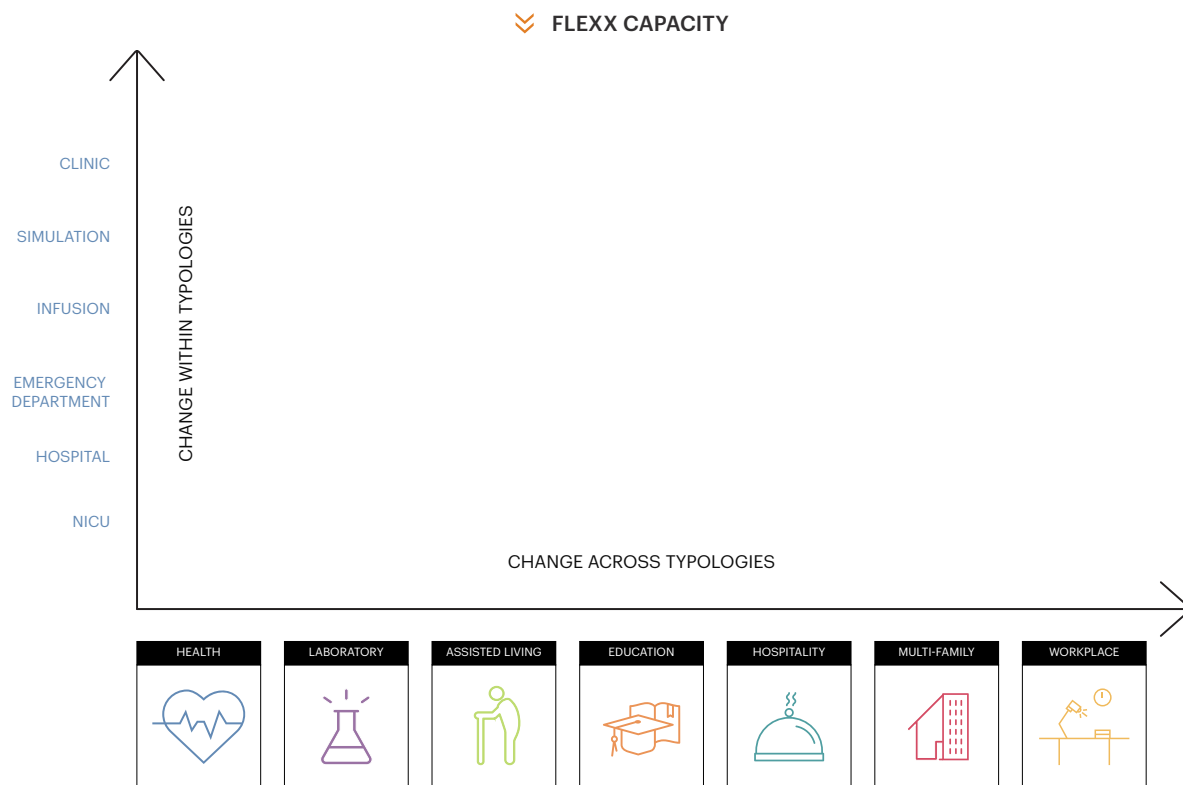 FLEXX CAPACITY
CLINIC
SIMULATION
INFUSION
EMERGENCY
DEPARTMENT
HOSPITAL
NICU
CHANGE WITHIN TYPOLOGIES
CHANGE ACROSS TYPOLOGIES
HEALTH
LABORATORY
ASSISTED LIVING
EDUCATION
HOSPITALITY
MULTI-FAMILY
WORKPLACE